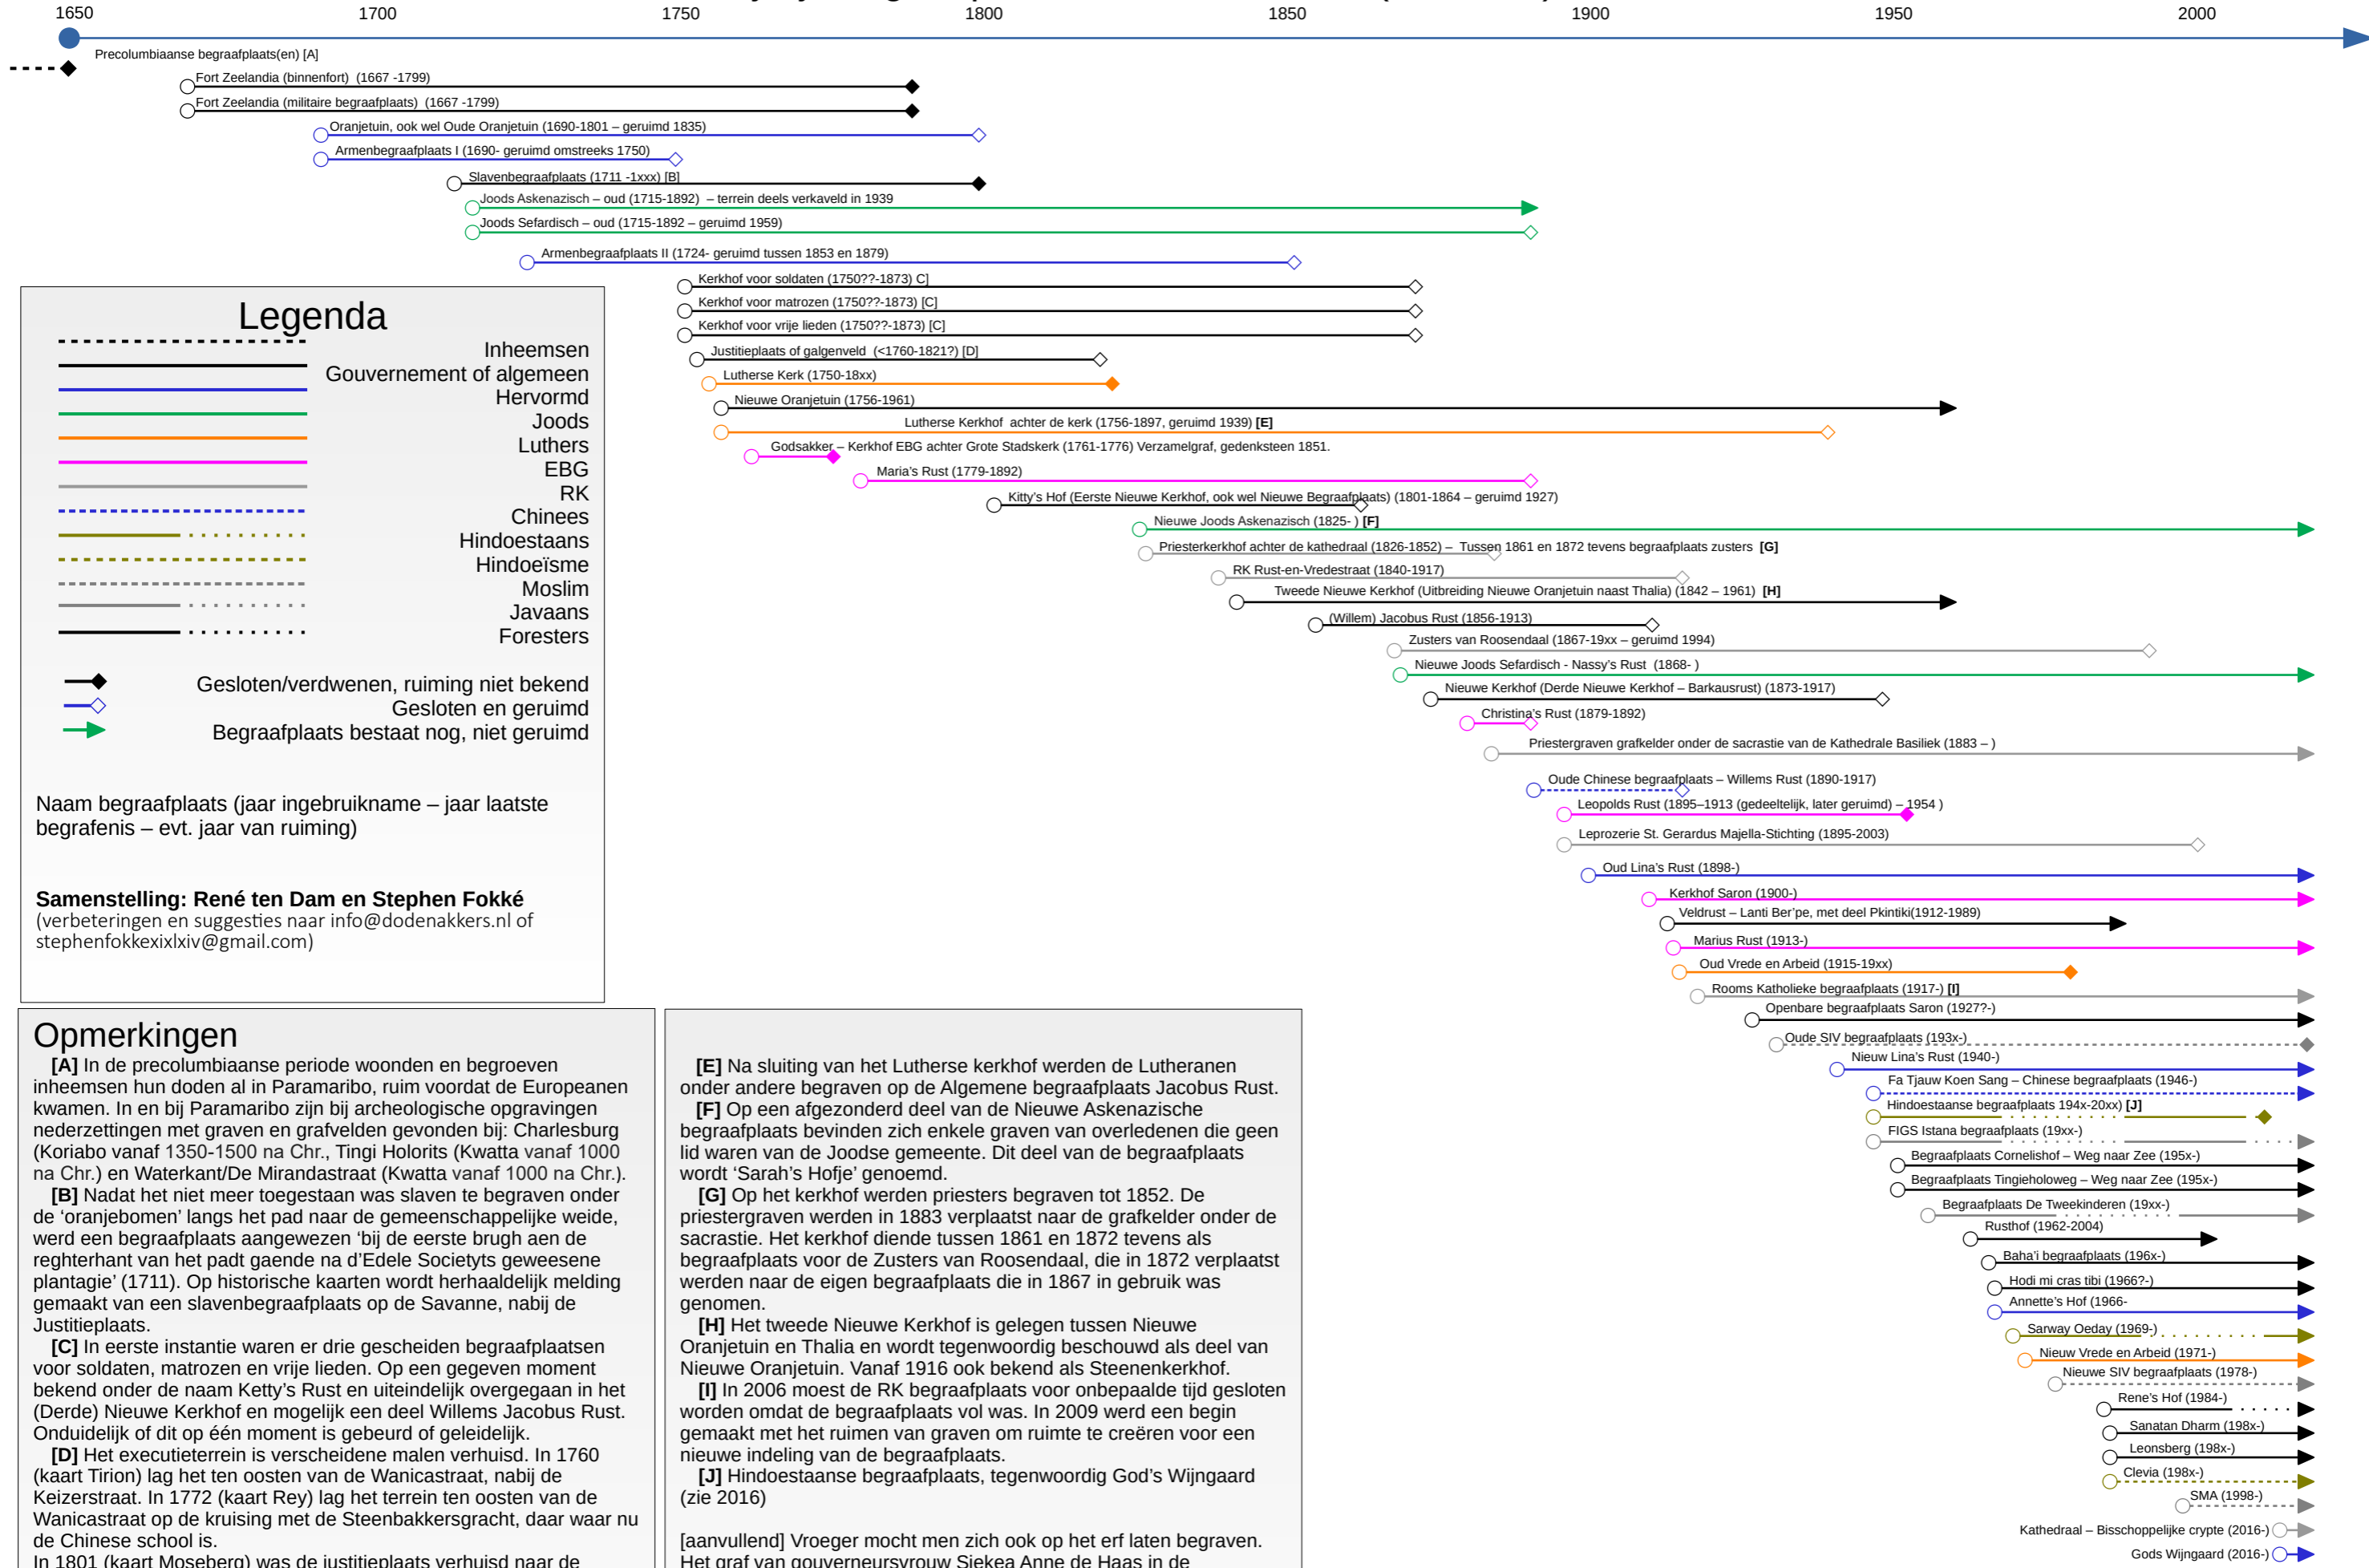 1650 1700 1750 1800 1850 1900 1950 2000
Precolumbiaanse begraafplaats(en) [A]
Fort Zeelandia (binnenfort)  (1667 -1799)
Fort Zeelandia (militaire begraafplaats)  (1667 -1799)
Oranjetuin, ook wel Oude Oranjetuin (1690-1801 – geruimd 1835)
Armenbegraafplaats I (1690- geruimd omstreeks 1750)
Slavenbegraafplaats (1711 -1xxx) [B]
Joods Askenazisch – oud (1715-1892)  – terrein deels verkaveld in 1939
Joods Sefardisch – oud (1715-1892 – geruimd 1959)
Armenbegraafplaats II (1724- geruimd tussen 1853 en 1879)
Kerkhof voor soldaten (1750??-1873) C]
Kerkhof voor matrozen (1750??-1873) [C]
Kerkhof voor vrije lieden (1750??-1873) [C]
Justitieplaats of galgenveld  (<1760-1821?) [D]
Lutherse Kerk (1750-18xx)
Nieuwe Oranjetuin (1756-1961)
Lutherse Kerkhof  achter de kerk (1756-1897, geruimd 1939) [E]
Godsakker – Kerkhof EBG achter Grote Stadskerk (1761-1776) Verzamelgraf, gedenksteen 1851.
Maria's Rust (1779-1892)
Kitty's Hof (Eerste Nieuwe Kerkhof, ook wel Nieuwe Begraafplaats) (1801-1864 – geruimd 1927)
Nieuwe Joods Askenazisch (1825- ) [F]
Priesterkerkhof achter de kathedraal (1826-1852) –  Tussen 1861 en 1872 tevens begraafplaats zusters  [G]
RK Rust-en-Vredestraat (1840-1917)
Tweede Nieuwe Kerkhof (Uitbreiding Nieuwe Oranjetuin naast Thalia) (1842 – 1961)  [H]
(Willem) Jacobus Rust (1856-1913)
Zusters van Roosendaal (1867-19xx – geruimd 1994)
Nieuwe Joods Sefardisch - Nassy's Rust  (1868- )
Nieuwe Kerkhof (Derde Nieuwe Kerkhof – Barkausrust) (1873-1917)
Christina's Rust (1879-1892)
Priestergraven grafkelder onder de sacrastie van de Kathedrale Basiliek (1883 – )
Oude Chinese begraafplaats – Willems Rust (1890-1917)
Leopolds Rust (1895–1913 (gedeeltelijk, later geruimd) – 1954 )
Leprozerie St. Gerardus Majella-Stichting (1895-2003)
Oud Lina's Rust (1898-)
Kerkhof Saron (1900-)
Veldrust – Lanti Ber'pe, met deel Pkintiki(1912-1989)
Marius Rust (1913-)
Oud Vrede en Arbeid (1915-19xx)
Rooms Katholieke begraafplaats (1917-) [I]
Openbare begraafplaats Saron (1927?-)
Oude SIV begraafplaats (193x-)
Nieuw Lina's Rust (1940-)
Fa Tjauw Koen Sang – Chinese begraafplaats (1946-)
Hindoestaanse begraafplaats 194x-20xx) [J]
FIGS Istana begraafplaats (19xx-)
Begraafplaats Cornelishof – Weg naar Zee (195x-)
Begraafplaats Tingieholoweg – Weg naar Zee (195x-)
Begraafplaats De Tweekinderen (19xx-)
Rusthof (1962-2004)
Baha'i begraafplaats (196x-)
Hodi mi cras tibi (1966?-)
Annette's Hof (1966-
Sarway Oeday (1969-)
Nieuw Vrede en Arbeid (1971-)
Nieuwe SIV begraafplaats (1978-)
Rene's Hof (1984-)
Sanatan Dharm (198x-)
Leonsberg (198x-)
Clevia (198x-)
SMA (1998-)
Kathedraal – Bisschoppelijke crypte (2016-)
Gods Wijngaard (2016-)
Legenda
Inheemsen
Gouvernement of algemeen
Hervormd
Joods
Luthers
EBG
RK
Chinees
Hindoestaans
Hindoeïsme
Moslim
Javaans
Foresters
Gesloten/verdwenen, ruiming niet bekend
Gesloten en geruimd
Begraafplaats bestaat nog, niet geruimd
Naam begraafplaats (jaar ingebruikname – jaar laatste
begrafenis – evt. jaar van ruiming)
Samenstelling: René ten Dam en Stephen Fokké
(verbeteringen en suggesties naar info@dodenakkers.nl of
stephenfokkexixlxiv@gmail.com)
Opmerkingen
[A] In de precolumbiaanse periode woonden en begroeven
inheemsen hun doden al in Paramaribo, ruim voordat de Europeanen
kwamen. In en bij Paramaribo zijn bij archeologische opgravingen
nederzettingen met graven en grafvelden gevonden bij: Charlesburg
(Koriabo vanaf 1350-1500 na Chr., Tingi Holorits (Kwatta vanaf 1000
na Chr.) en Waterkant/De Mirandastraat (Kwatta vanaf 1000 na Chr.).
[B] Nadat het niet meer toegestaan was slaven te begraven onder
de ‘oranjebomen’ langs het pad naar de gemeenschappelijke weide,
werd een begraafplaats aangewezen ‘bij de eerste brugh aen de
reghterhant van het padt gaende na d’Edele Societyts geweesene
plantagie’ (1711). Op historische kaarten wordt herhaaldelijk melding
gemaakt van een slavenbegraafplaats op de Savanne, nabij de
Justitieplaats.
[C] In eerste instantie waren er drie gescheiden begraafplaatsen
voor soldaten, matrozen en vrije lieden. Op een gegeven moment
bekend onder de naam Ketty's Rust en uiteindelijk overgegaan in het
(Derde) Nieuwe Kerkhof en mogelijk een deel Willems Jacobus Rust.
Onduidelijk of dit op één moment is gebeurd of geleidelijk.
[D] Het executieterrein is verscheidene malen verhuisd. In 1760
(kaart Tirion) lag het ten oosten van de Wanicastraat, nabij de
Keizerstraat. In 1772 (kaart Rey) lag het terrein ten oosten van de
Wanicastraat op de kruising met de Steenbakkersgracht, daar waar nu
de Chinese school is.
In 1801 (kaart Moseberg) was de justitieplaats verhuisd naar de
[E] Na sluiting van het Lutherse kerkhof werden de Lutheranen
onder andere begraven op de Algemene begraafplaats Jacobus Rust.
[F] Op een afgezonderd deel van de Nieuwe Askenazische
begraafplaats bevinden zich enkele graven van overledenen die geen
lid waren van de Joodse gemeente. Dit deel van de begraafplaats
wordt ‘Sarah’s Hofje’ genoemd.
[G] Op het kerkhof werden priesters begraven tot 1852. De
priestergraven werden in 1883 verplaatst naar de grafkelder onder de
sacrastie. Het kerkhof diende tussen 1861 en 1872 tevens als
begraafplaats voor de Zusters van Roosendaal, die in 1872 verplaatst
werden naar de eigen begraafplaats die in 1867 in gebruik was
genomen.
[H] Het tweede Nieuwe Kerkhof is gelegen tussen Nieuwe
Oranjetuin en Thalia en wordt tegenwoordig beschouwd als deel van
Nieuwe Oranjetuin. Vanaf 1916 ook bekend als Steenenkerkhof.
[I] In 2006 moest de RK begraafplaats voor onbepaalde tijd gesloten
worden omdat de begraafplaats vol was. In 2009 werd een begin
gemaakt met het ruimen van graven om ruimte te creëren voor een
nieuwe indeling van de begraafplaats.
[J] Hindoestaanse begraafplaats, tegenwoordig God's Wijngaard
(zie 2016)
[aanvullend] Vroeger mocht men zich ook op het erf laten begraven.
Het graf van gouverneursvrouw Siekea Anne de Haas in de